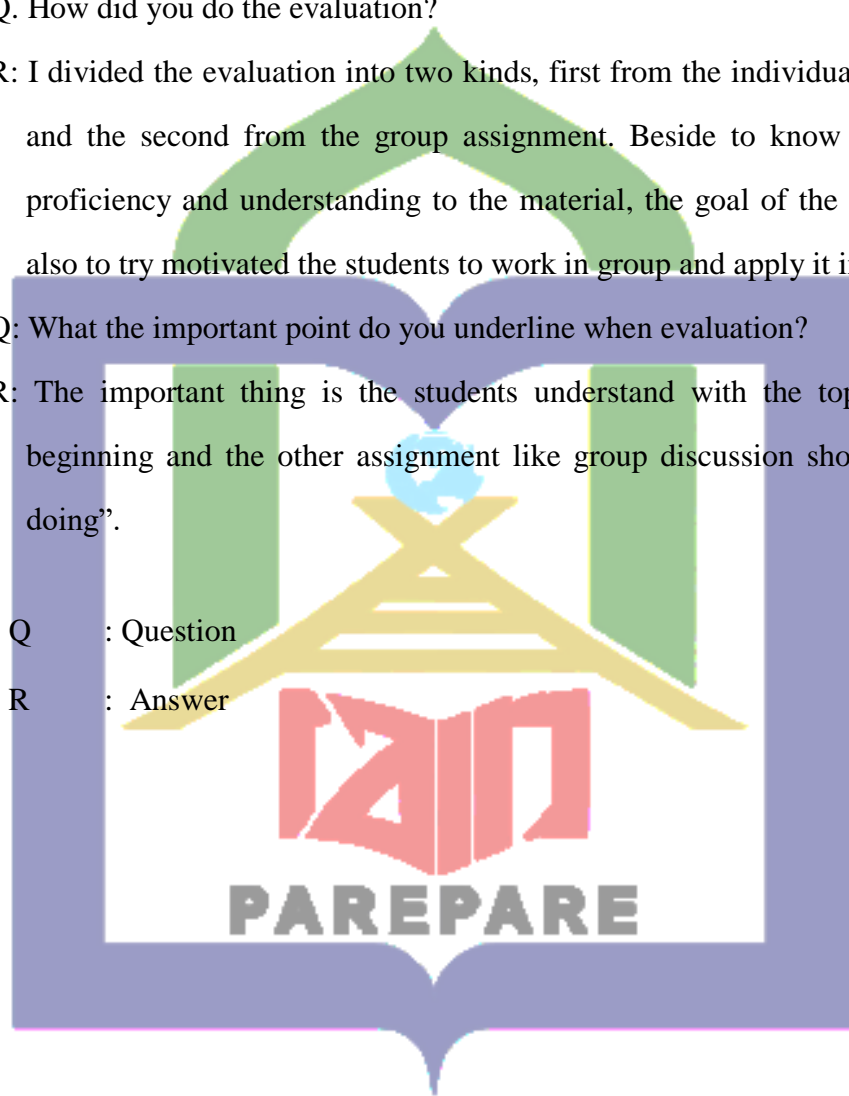 Q. How did you do the evaluation?
R: I divided the evaluation into two kinds, first from the individua
and the second from the group assignment. Beside to know
proficiency and understanding to the material, the goal of the
also to try motivated the students to work in group and apply it i
Q: What the important point do you underline when evaluation?
R: The important thing is the students understand with the top
beginning and the other assignment like group discussion sho
doing”.
Q : Question
R : Answer
iain
PAREPARE